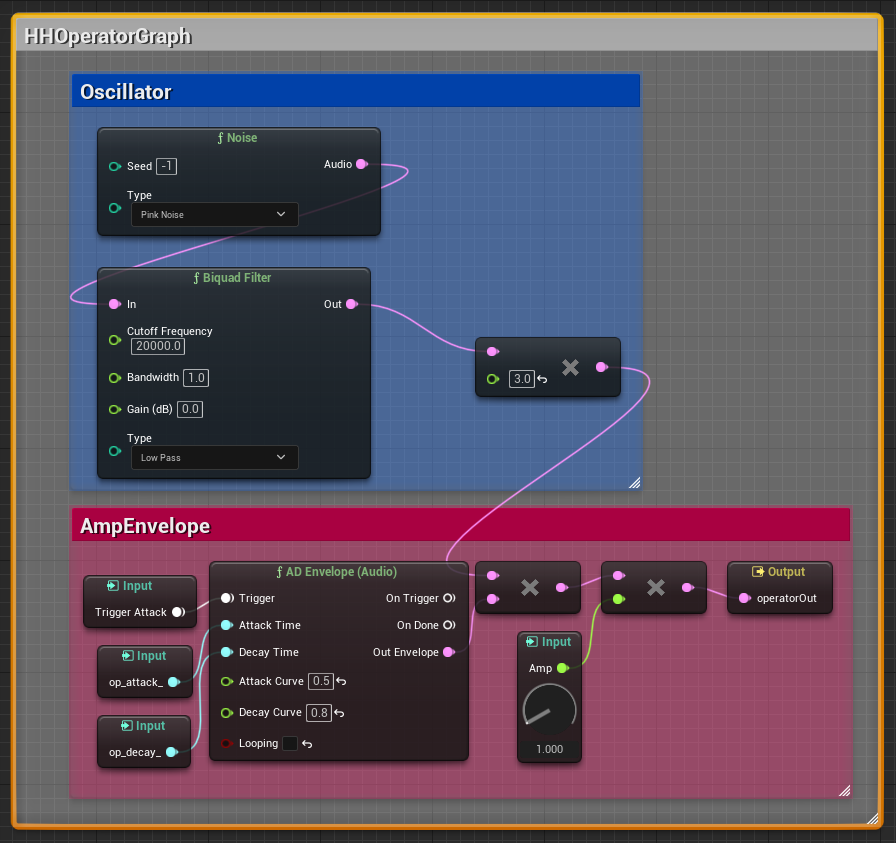 HHOperatorGraph
Oscillator
ƒ Noise
Seed -1
Audio
Type
Pink Noise
ƒ Biquad Filter
In
Out
Cutoff Frequency
20000.0
Bandwidth 1.0
Gain (dB) 0.0
Type
Low Pass
3.0
AmpEnvelope
Input
Trigger Attack
Input
op_attack_
Input
op_decay_
ƒ AD Envelope (Audio)
Trigger
On Trigger
Attack Time
On Done
Decay Time
Out Envelope
Attack Curve 0.5
Decay Curve 0.8
Looping
Input
Amp
1.000
Output
operatorOut